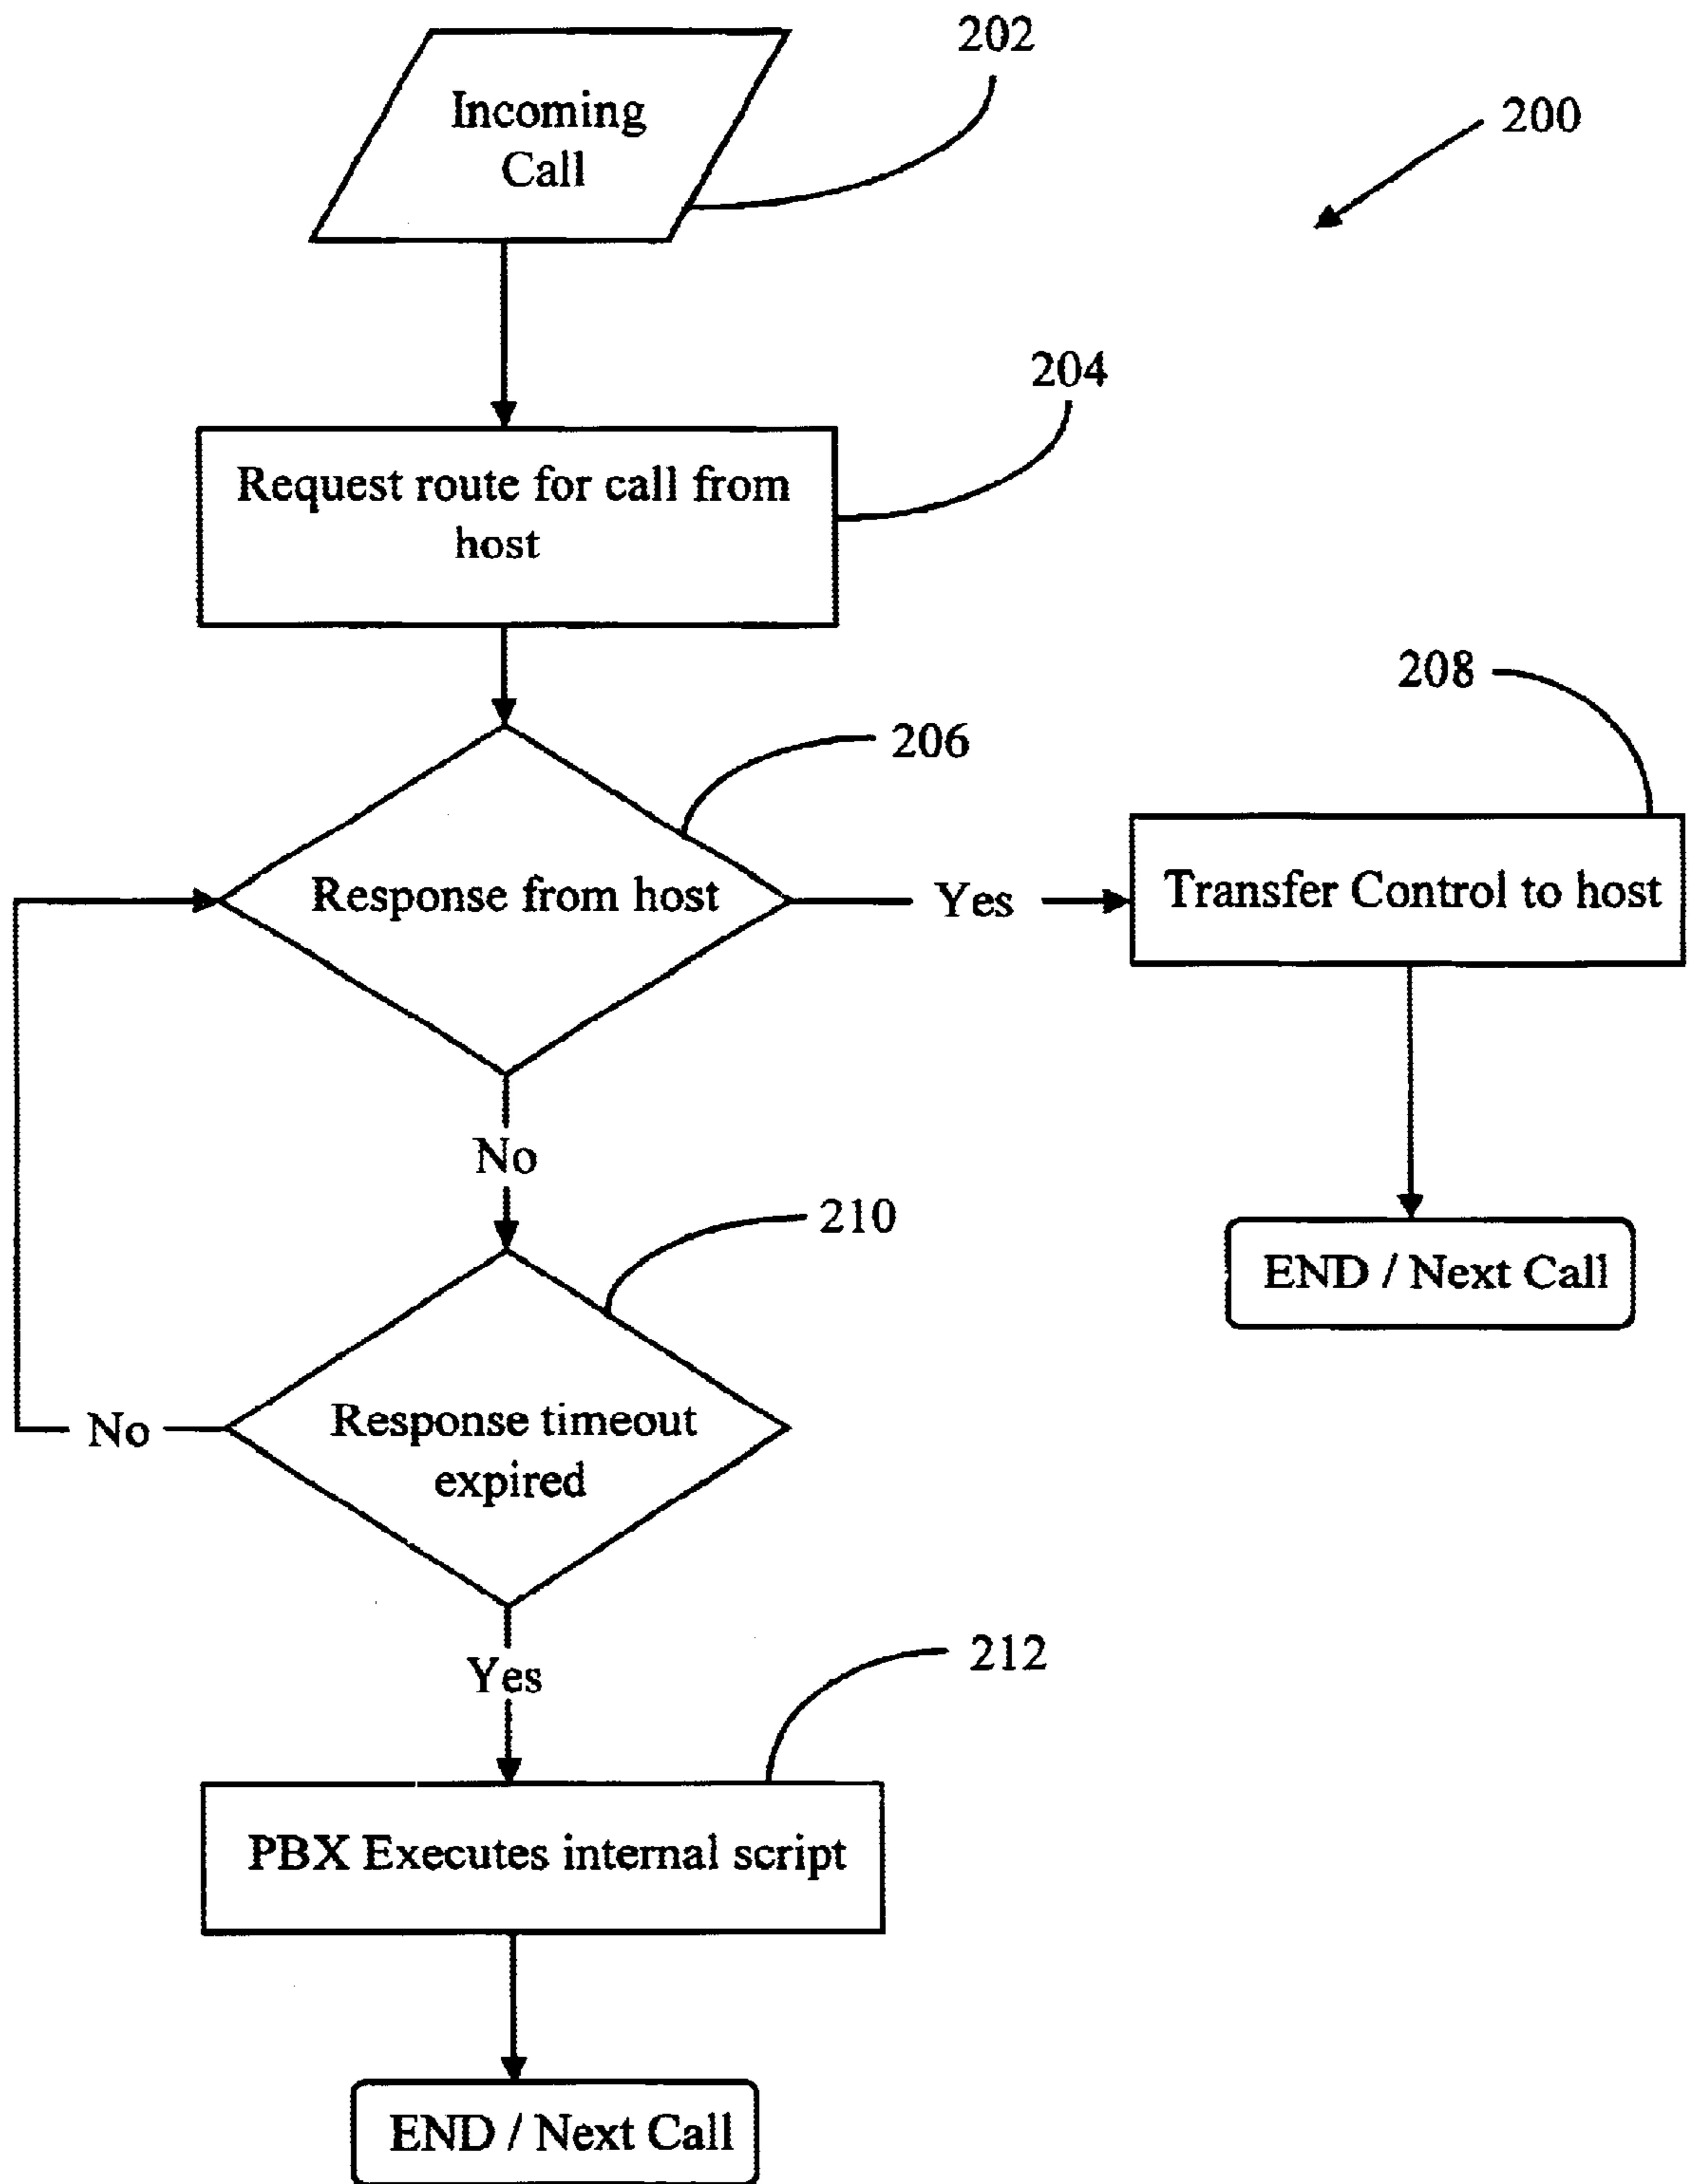 202
Incoming
Call
200
204
Request route for call from
host
208
206
Response from host
Yes
Transfer Control to host
No
210
END / Next Call
Response timeout
expired
No
Yes
212
PBX Executes internal script
END / Next Call